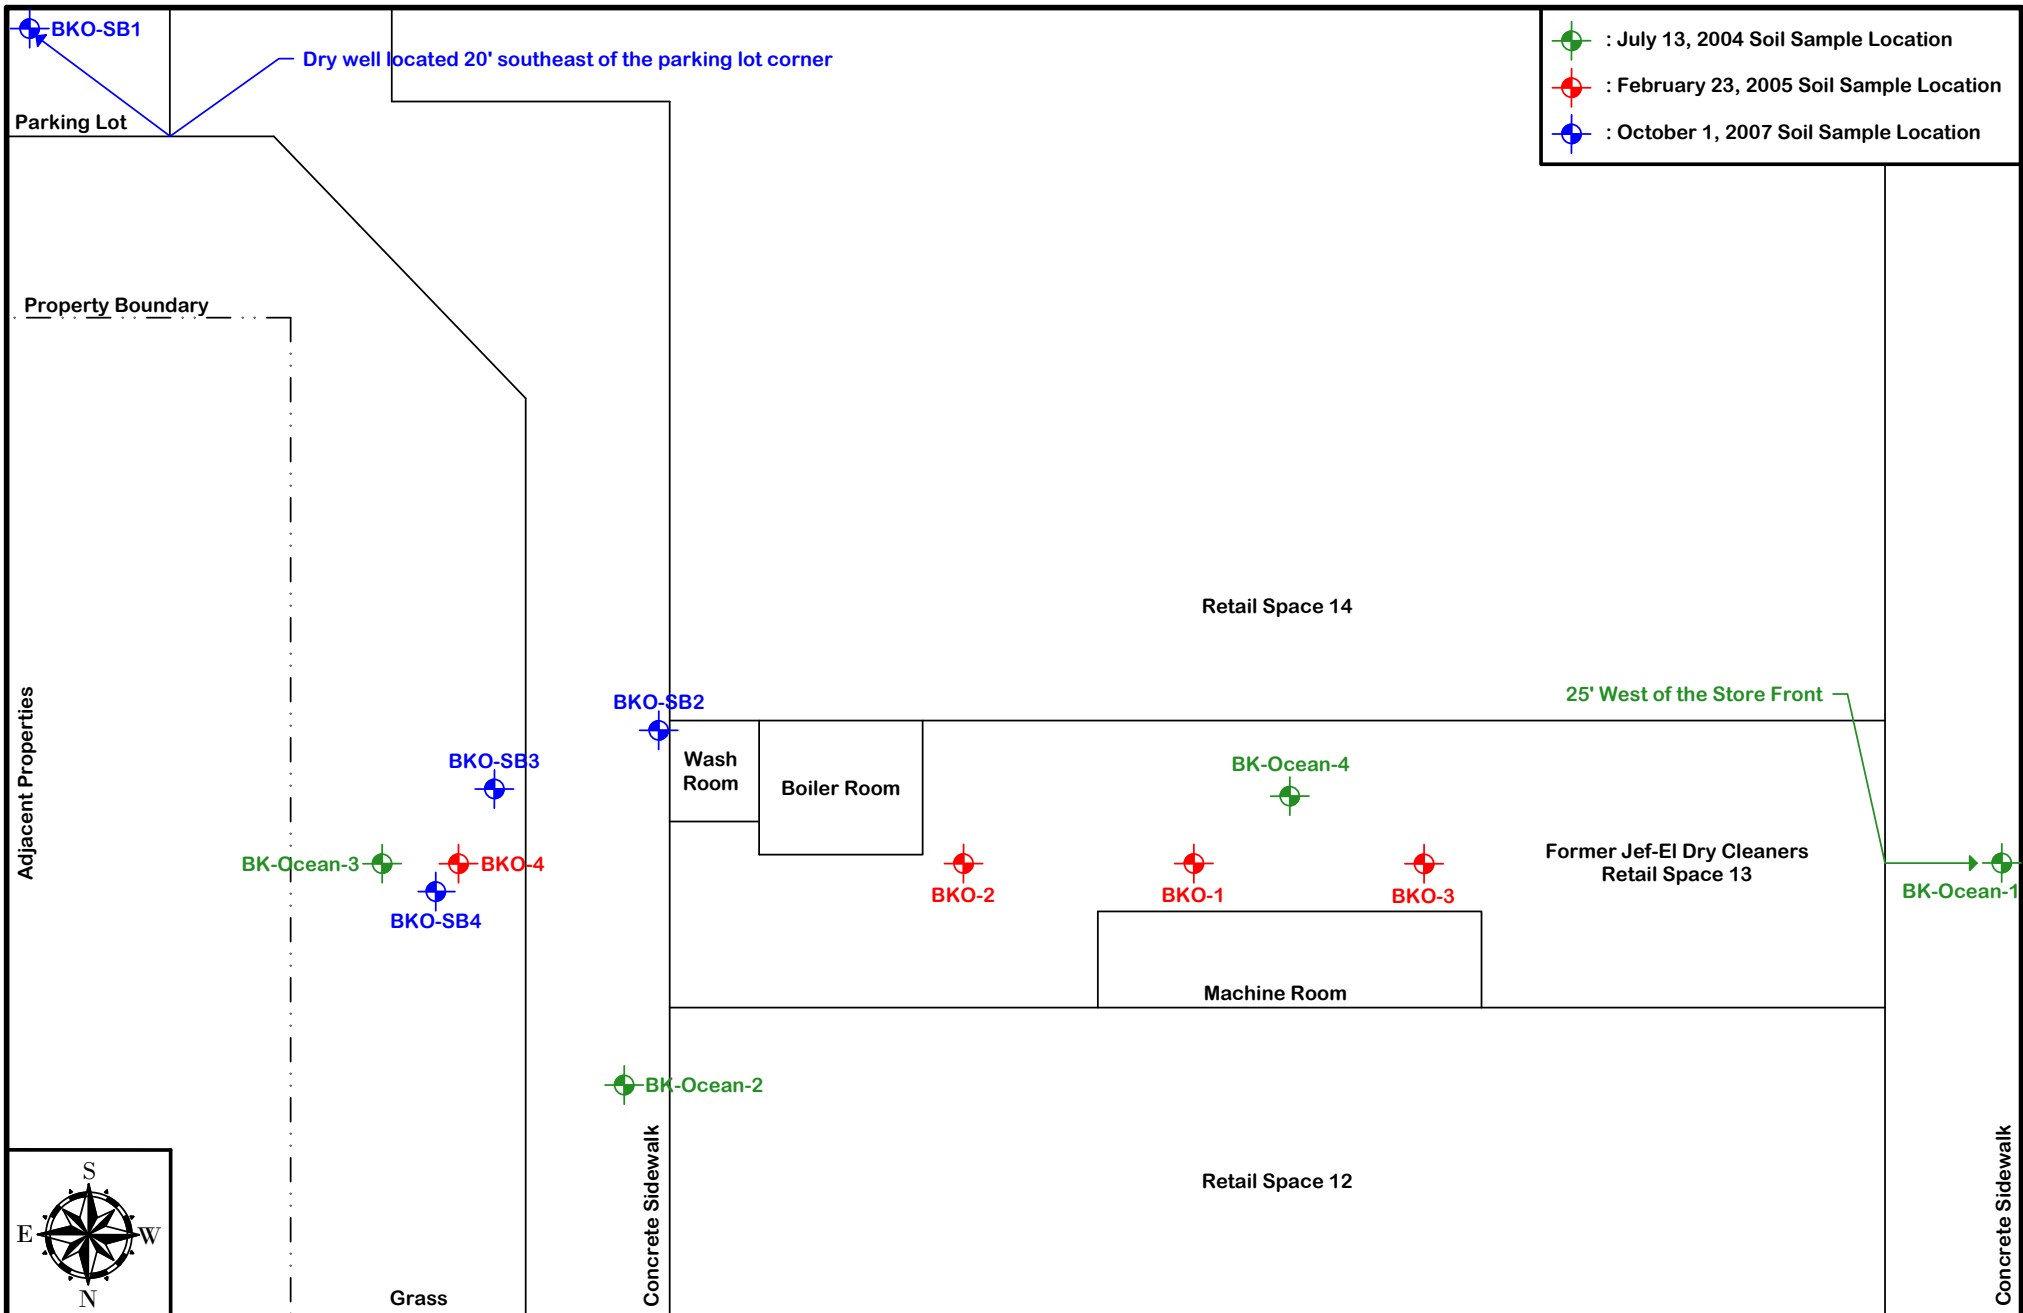 BKO-SB1
Dry well located 20' southeast of the parking lot corner
Parking Lot
: July 13, 2004 Soil Sample Location
: February 23, 2005 Soil Sample Location
: October 1, 2007 Soil Sample Location
Property Boundary
Retail Space 14
Adjacent Properties
BKO-SB2
25' West of the Store Front
BKO-SB3
Wash
Room
Boiler Room
BK-Ocean-4
BK-Ocean-3
BKO-4
BKO-SB4
BKO-2
BKO-1
BKO-3
Former Jef-El Dry Cleaners
Retail Space 13
BK-Ocean-1
Machine Room
BK-Ocean-2
Concrete Sidewalk
Retail Space 12
Concrete Sidewalk
S
E
W
N
Grass